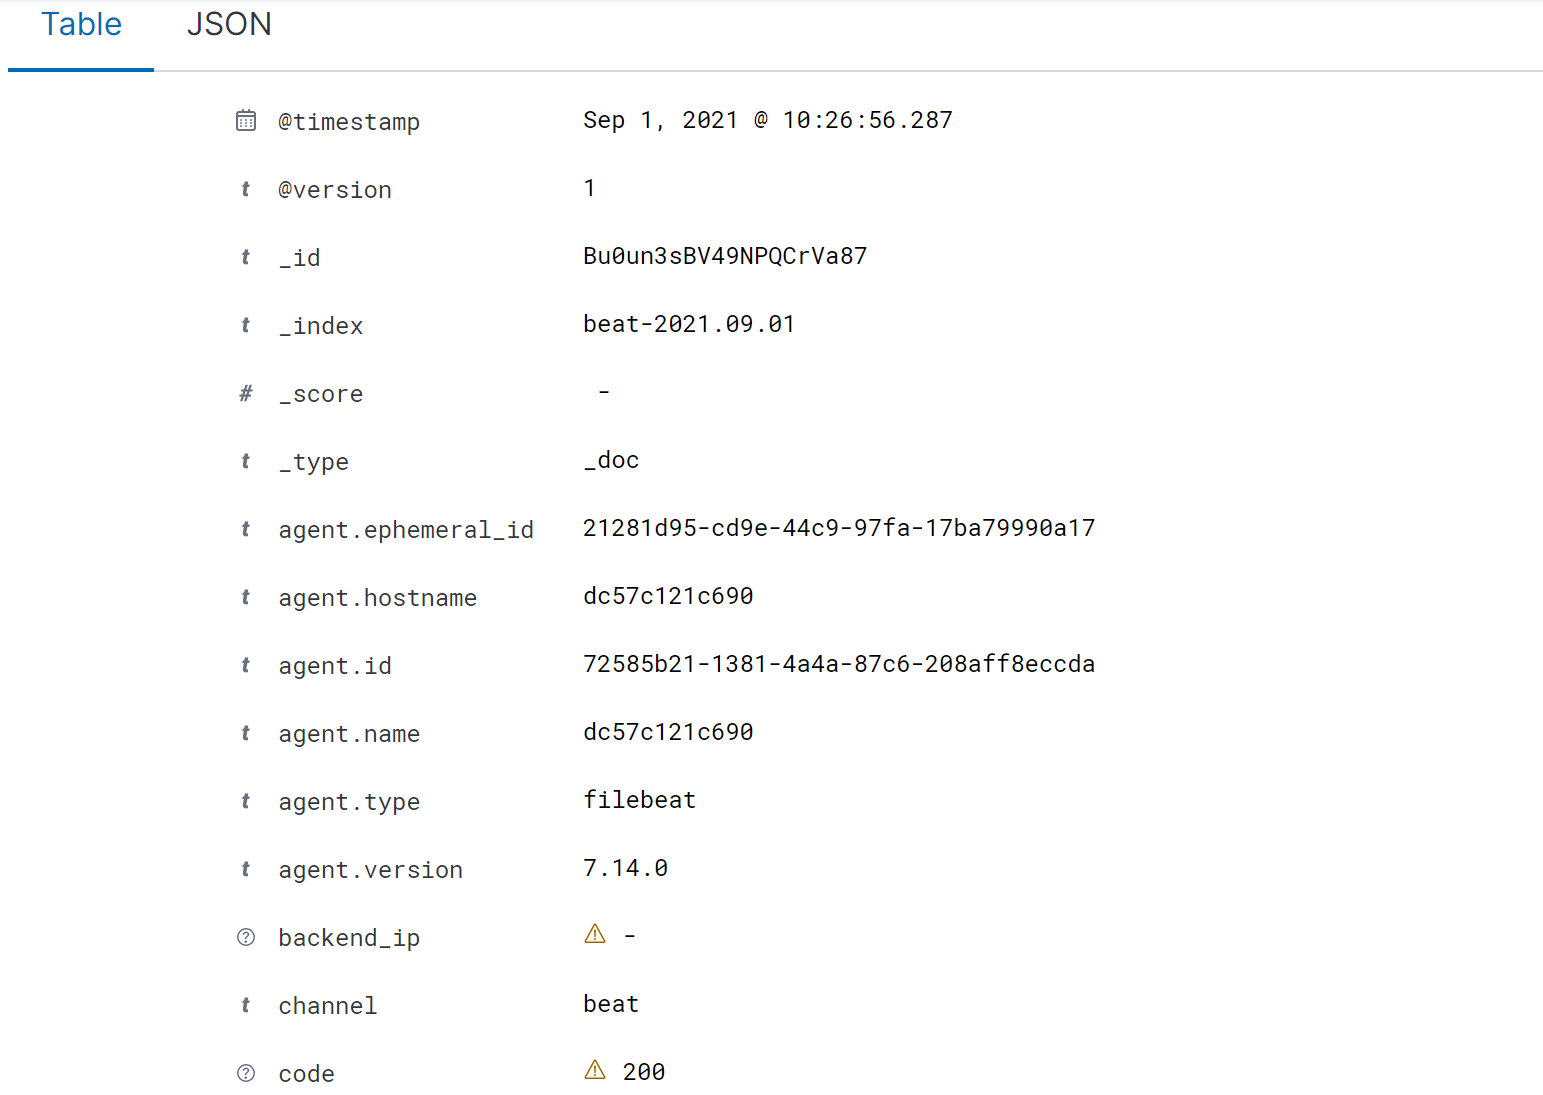 Table JSON
@timestamp Sep 1, 2021 @ 10:26:56.287
t @version 1
t _id Bu0un3sBV49NPQCrVa87
t _index beat-2021.09.01
# _score -
t _type _doc
t agent.ephemeral_id 21281d95-cd9e-44c9-97fa-17ba79990a17
t agent.hostname dc57c121c690
t agent.id 72585b21-1381-4a4a-87c6-208aff8eccda
t agent.name dc57c121c690
t agent.type filebeat
t agent.version 7.14.0
? backend_ip -
t channel beat
? code 200